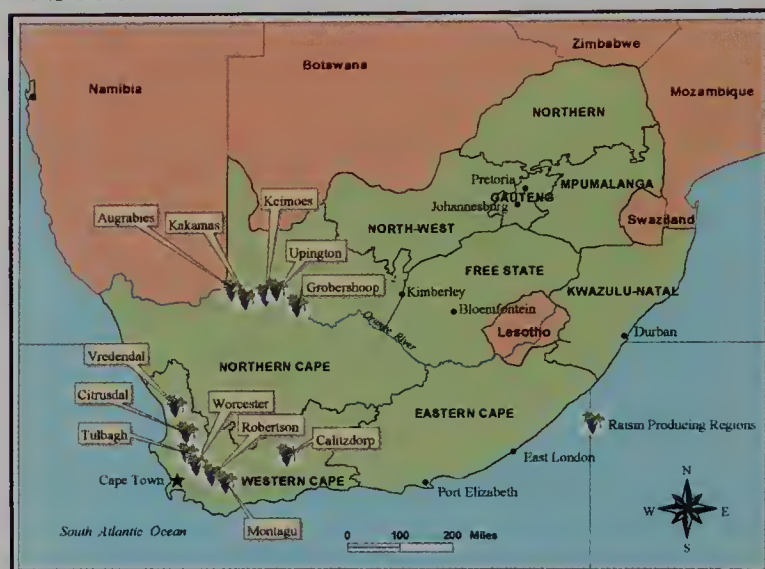 Zimbabwe
Botswana
Namibia
Mozambique
NORTHERN
Pretoria
MPUMALANGA
GAUTENG
Johannesburg
Keimoes
Augrabies
Kakamas
NORTH-WEST
Swaziland
Upington
FREE STATE
Grobershoop
Kimberley
KWAZULU-NATAL
Bloemfontein
Orange River
Lesotho
Durban
Vredendal
NORTHERN CAPE
Citrusdal
Worcester
Robertson
EASTERN CAPE
Raisin Producing Regions
Tulbagh
Calitzdorp
East London
Cape Town
WESTERN CAPE
Port Elizabeth
N
W
E
S
South Atlantic Ocean
Montagu
0 100 200 Miles